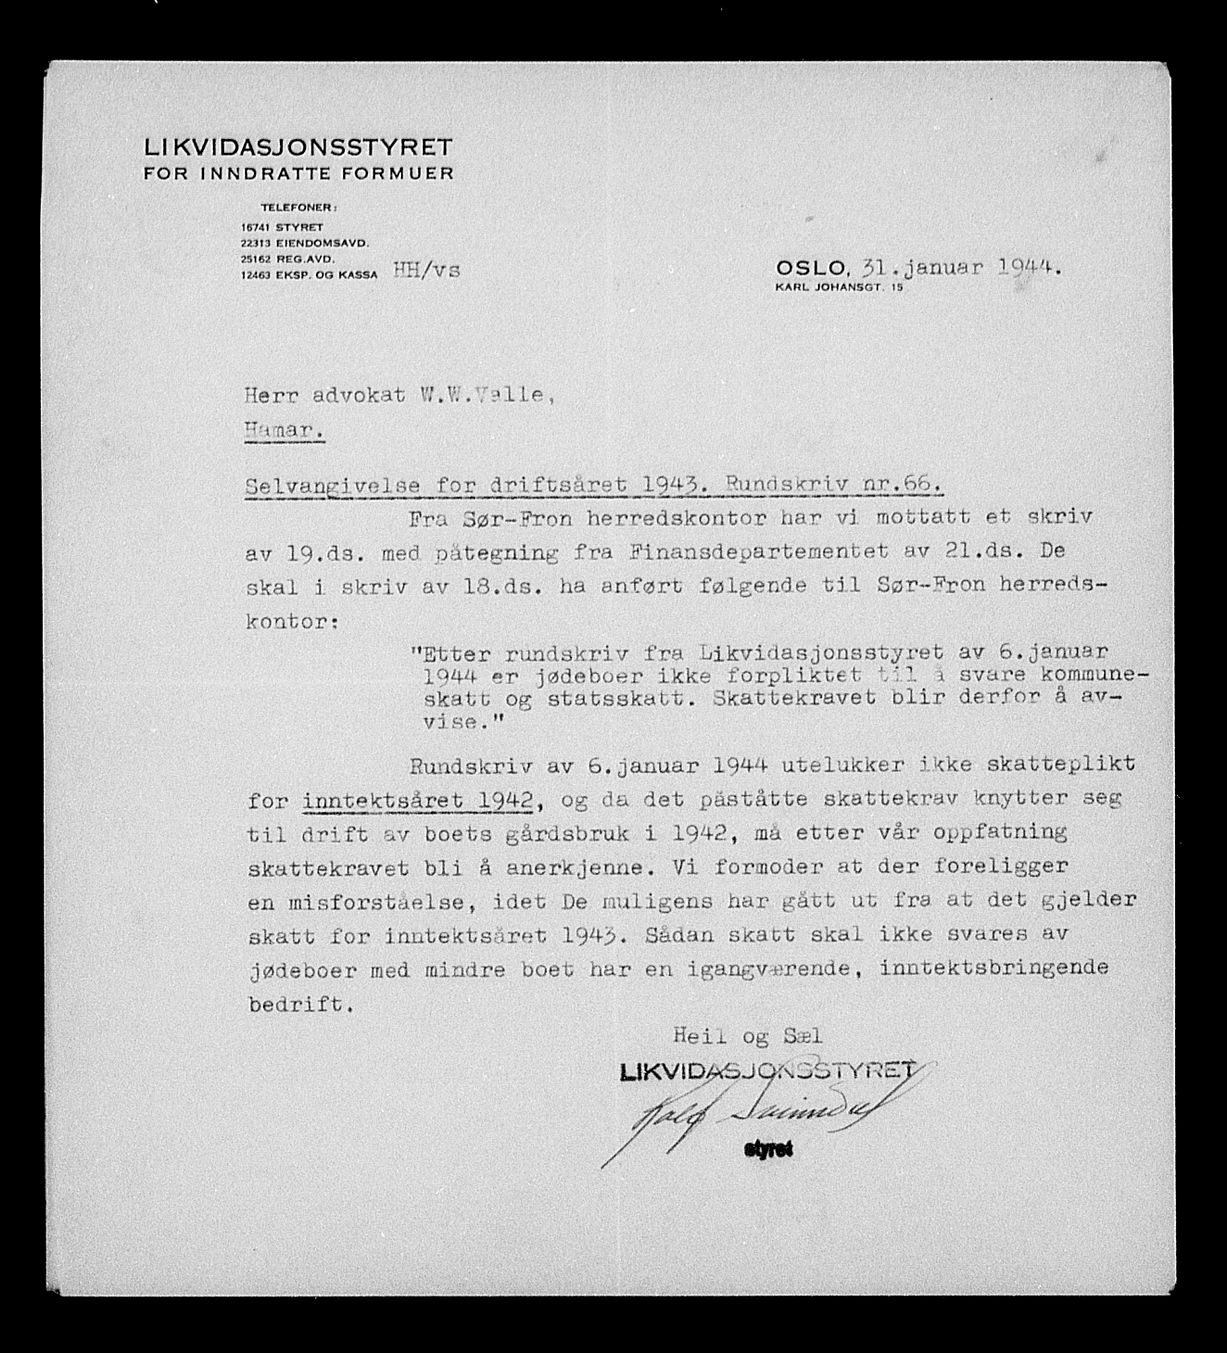 LIKVIDASJONSSTYRET
FOR INNDRATTE FORMUER
TELEFONER:
16741 STYRET
22313 EIENDOMSAVD.
25162 REG.AVD.
12463 EKSP. OG KASSA HH/vs
OSLO, 31.januar 1944.
KARL JOHANSGT. 15
Herr advokat W.W.Valle,
Hamar.
Selvangivelse for driftsåret 1943. Rundskriv nr.66.
Fra Sør-Fron herredskontor har vi mottatt et skriv
av 19.ds. med påtegning fra Finansdepartementet av 21.ds. De
skal i skriv av 18.ds. ha anført følgende til Sør-Fron herreds-
kontor:
"Etter rundskriv fra Likvidasjonsstyret av 6.januar
1944 er jødeboer ikke forpliktet til å svare kommune-
skatt og statsskatt. Skattekravet blir derfor å av-
vise."
Rundskriv av 6.januar 1944 utelukker ikke skatteplikt
for inntektsåret 1942, og da det påståtte skattekrav knytter seg
til drift av boets gårdsbruk i 1942, må etter vår oppfatning
skattekravet bli å anerkjenne. Vi formoder at der foreligger
en misforståelse, idet De muligens har gått ut fra at det gjelder
skatt for inntektsåret 1943. Sådan skatt skal ikke svares av
jødeboer med mindre boet har en igangværende, inntektsbringende
bedrift.
Heil og Sæl
LIKVIDASJONSSTYRET
Rolf Svinndal
styret